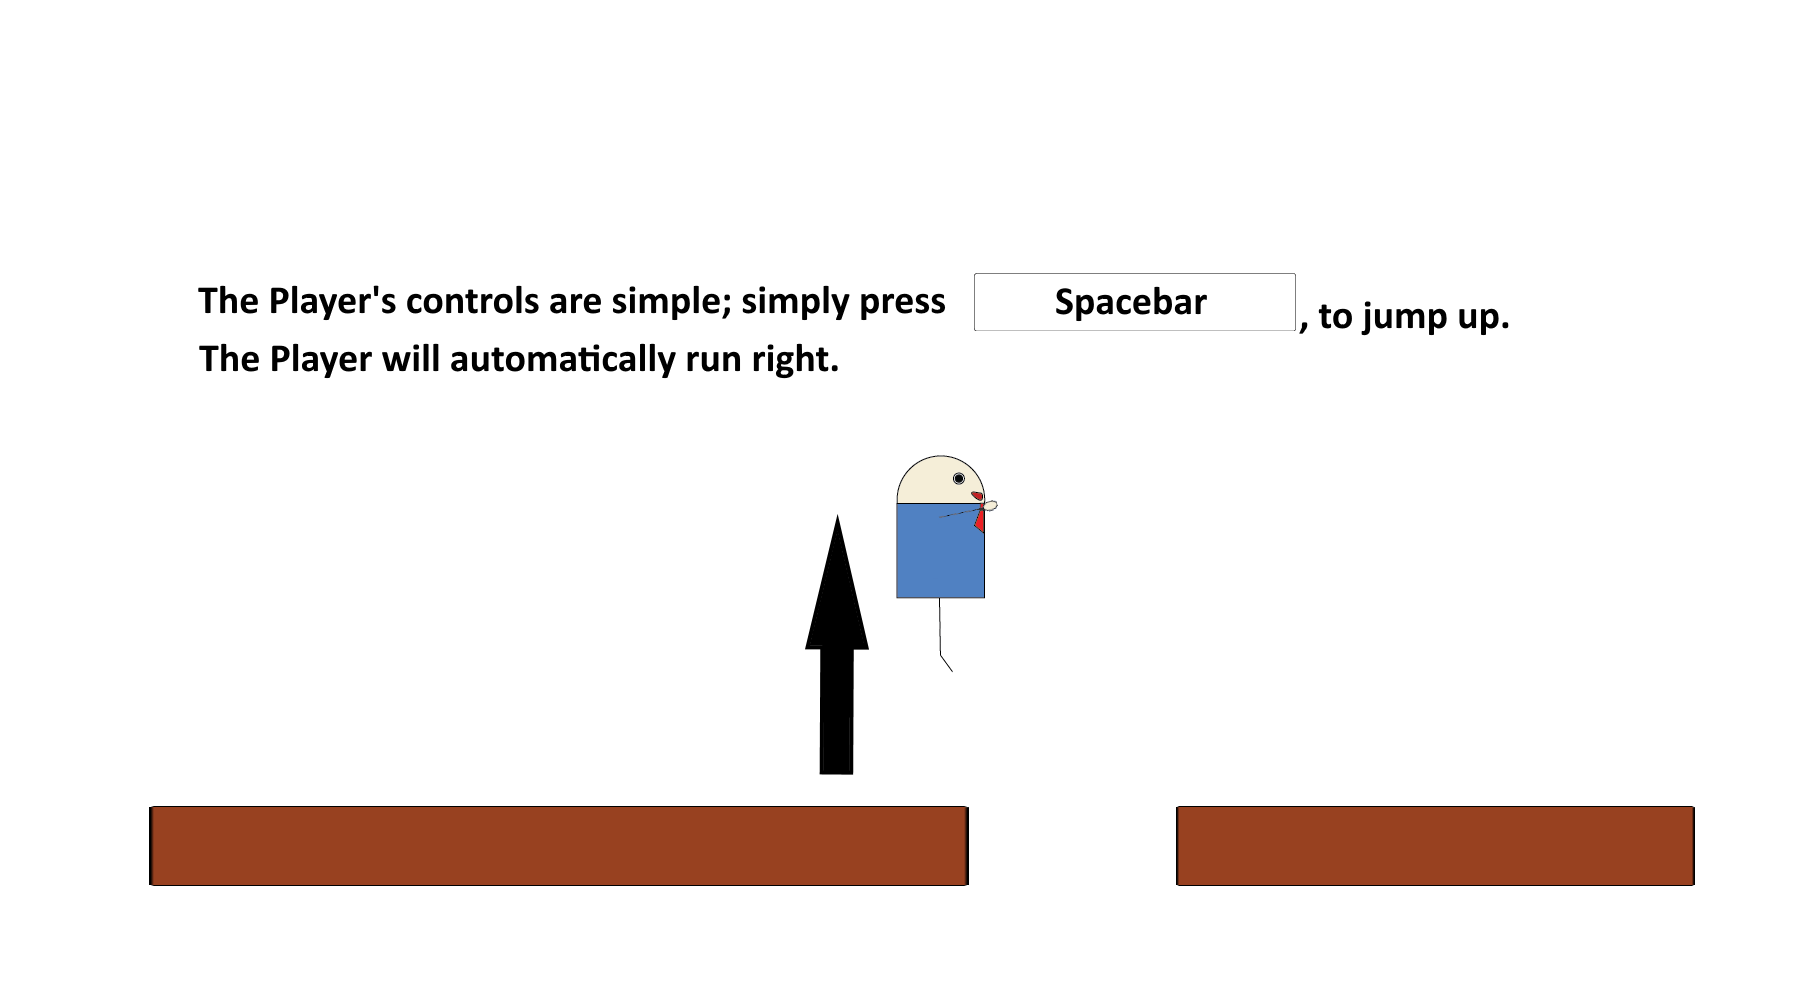 The Player's controls are simple; simply press Spacebar, to jump up.
The Player will automatically run right.